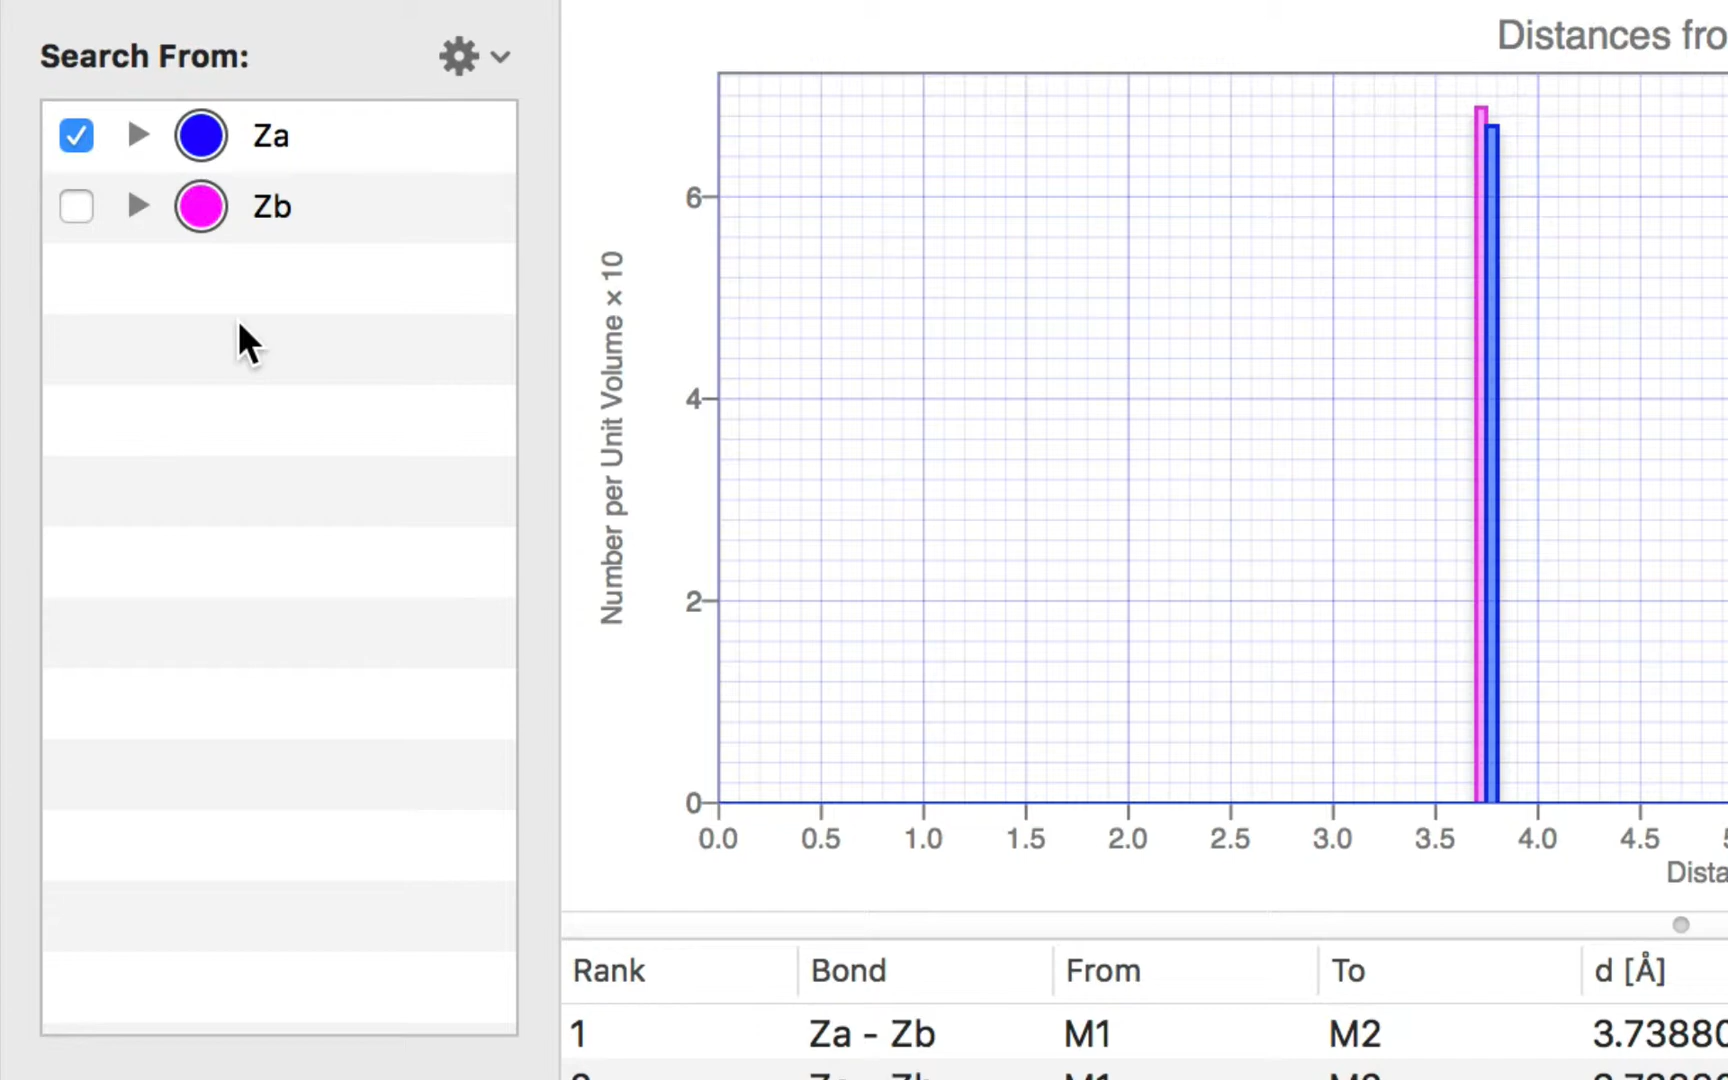 Search From:
Za
Zb
Distances fro
Number per Unit Volume × 10
6
4
2
0
0.0 0.5 1.0 1.5 2.0 2.5 3.0 3.5 4.0 4.5
Dista
Rank Bond From To d [Å]
1 Za - Zb M1 M2 3.73880